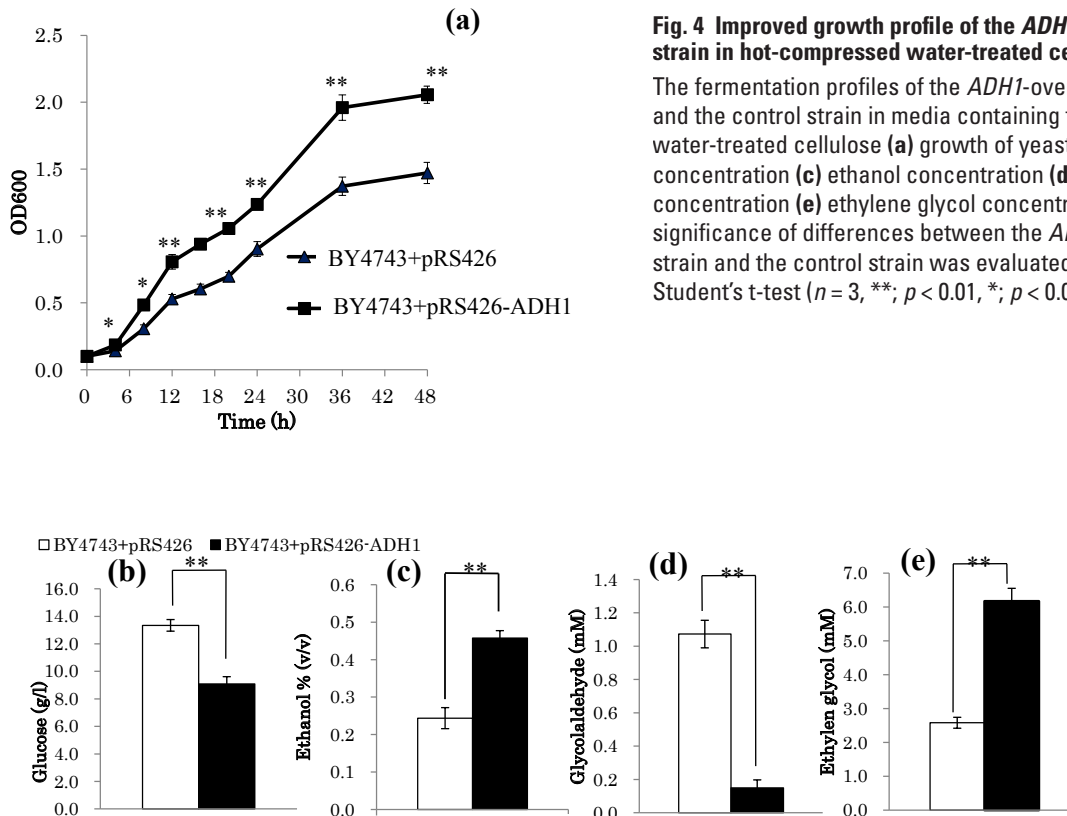 (a)
2.5
2.0
1.5
1.0
0.5
0.0
OD600
*
*
**
**
**
**
**
BY4743+pRS426
BY4743+pRS426-ADH1
0 6 12 18 24 30 36 42 48
Time (h)
Fig. 4 Improved growth profile of the ADH
strain in hot-compressed water-treated ce
The fermentation profiles of the ADH1-over
and the control strain in media containing
water-treated cellulose (a) growth of yeast
concentration (c) ethanol concentration (d
concentration (e) ethylene glycol concentr
significance of differences between the A
strain and the control strain was evaluated
Student's t-test (n = 3, **; p < 0.01, *; p < 0.0
BY4743+pRS426 BY4743+pRS426-ADH1
(b)
**
16.0
14.0
12.0
10.0
8.0
6.0
4.0
2.0
0.0
Glucose (g/l)
(c)
**
0.6
0.5
0.4
0.3
0.2
0.1
0.0
Ethanol % (v/v)
(d)
**
1.4
1.2
1.0
0.8
0.6
0.4
0.2
0.0
Glycolaldehyde (mM)
(e)
**
7.0
6.0
5.0
4.0
3.0
2.0
1.0
0.0
Ethylen glycol (mM)